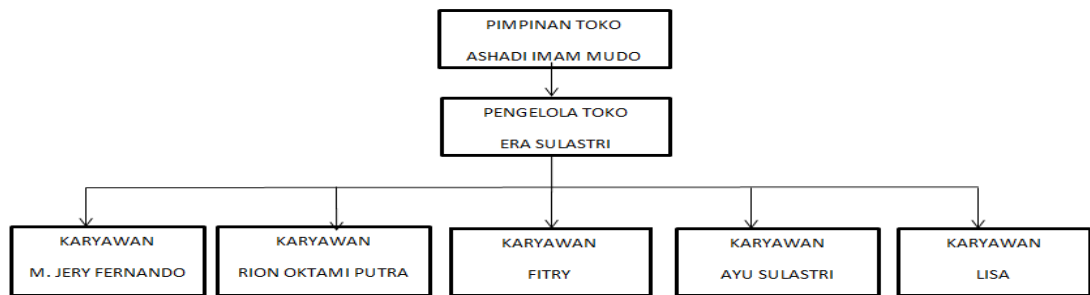 PIMPINAN TOKO
ASHADI IMAM MUDO
PENGELOLA TOKO
ERA SULASTRI
KARYAWAN
M. JERY FERNANDO
KARYAWAN
RION OKTAMI PUTRA
KARYAWAN
FITRY
KARYAWAN
AYU SULASTRI
KARYAWAN
LISA